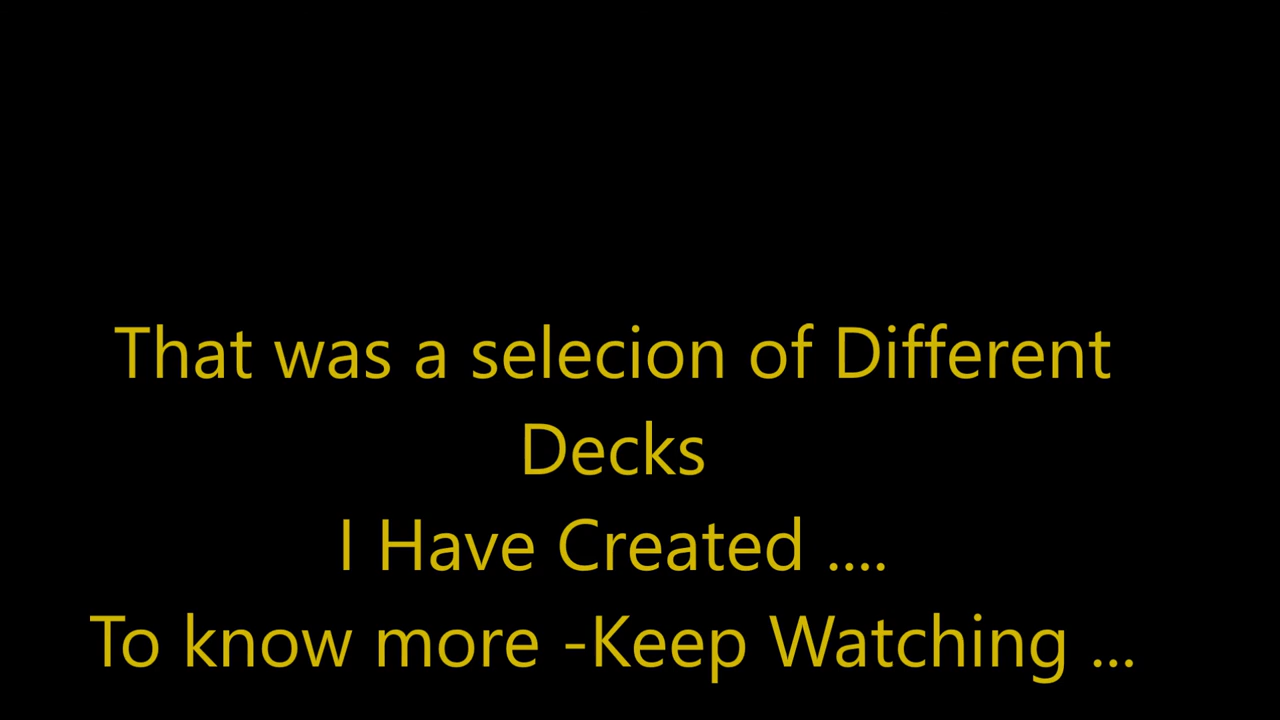 That was a selecion of Different
Decks
I Have Created ....
To know more -Keep Watching ...